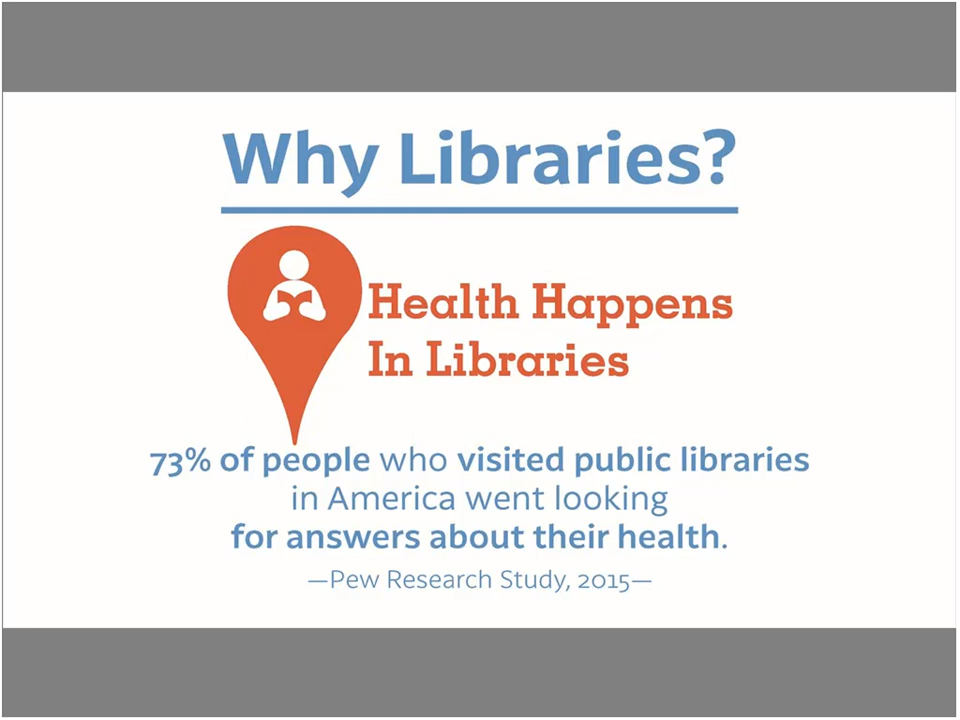 Why Libraries?
Health Happens
In Libraries
73% of people who visited public libraries
in America went looking
for answers about their health.
—Pew Research Study, 2015—